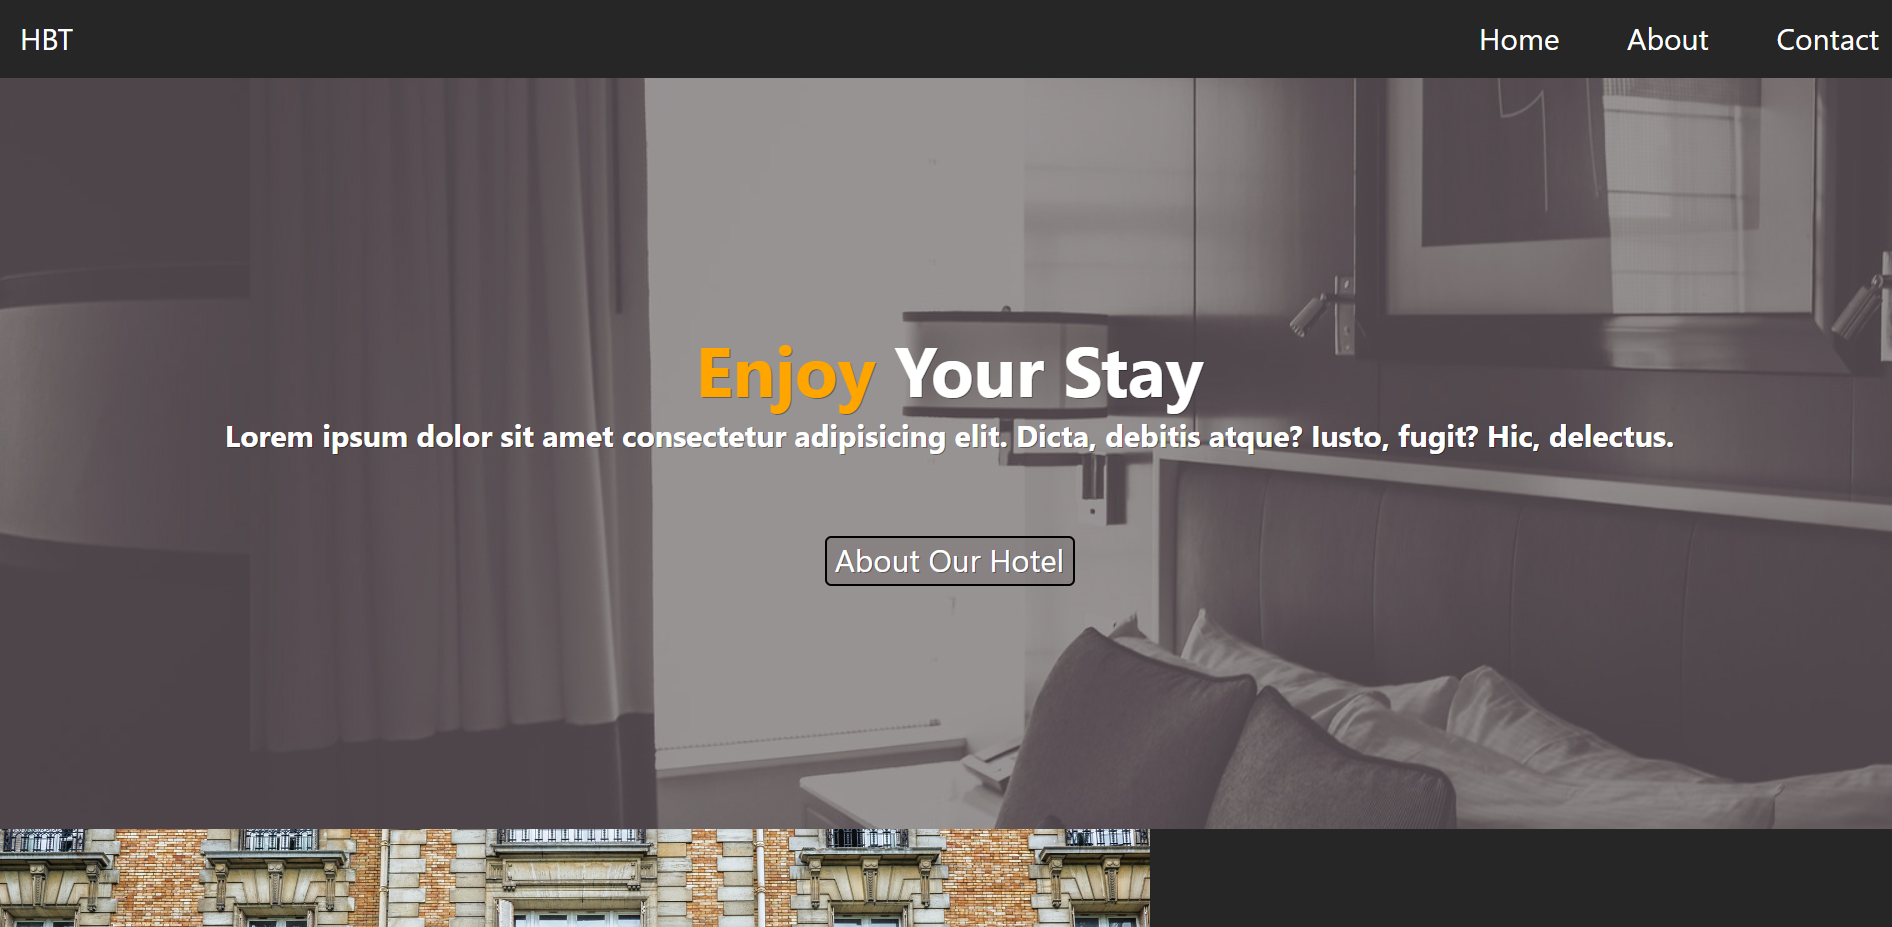 HBT
Home About Contact
Enjoy Your Stay
Lorem ipsum dolor sit amet consectetur adipisicing elit. Dicta, debitis atque? Iusto, fugit? Hic, delectus.
About Our Hotel